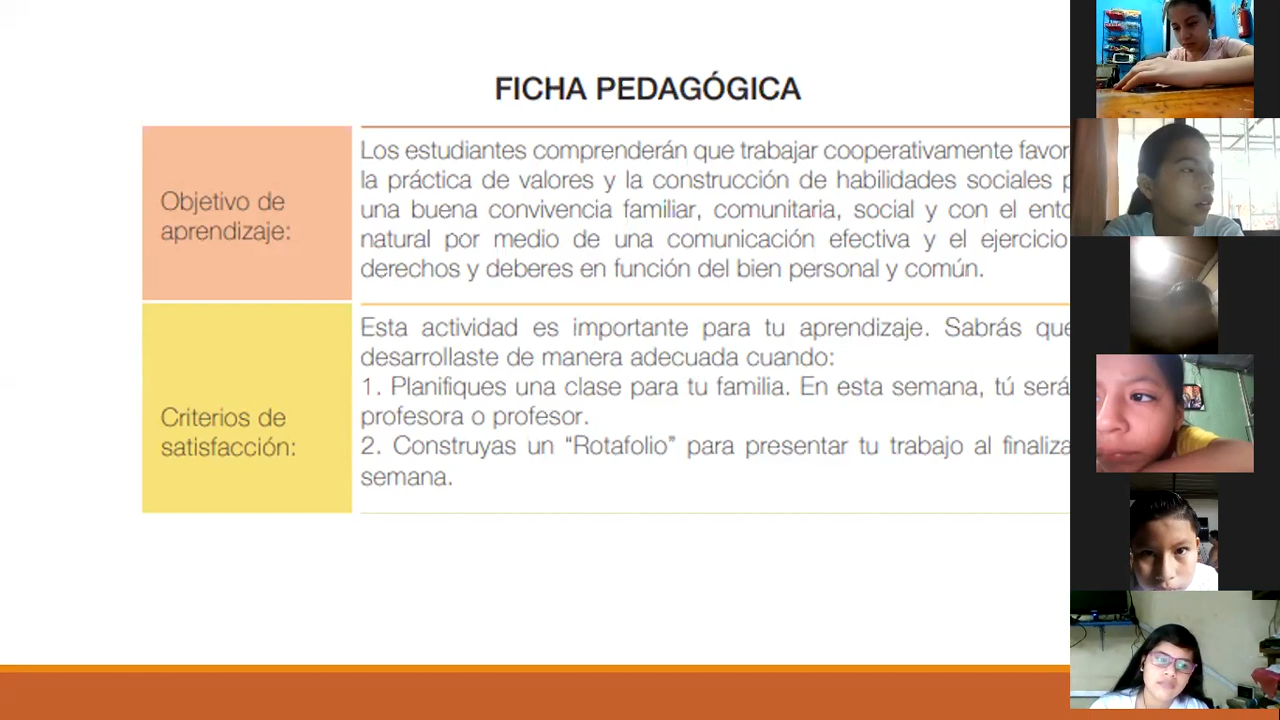 FICHA PEDAGÓGICA
Objetivo de
aprendizaje:
Los estudiantes comprenderán que trabajar cooperativamente favor
la práctica de valores y la construcción de habilidades sociales p
una buena convivencia familiar, comunitaria, social y con el ento
natural por medio de una comunicación efectiva y el ejercicio
derechos y deberes en función del bien personal y común.
Criterios de
satisfacción:
Esta actividad es importante para tu aprendizaje. Sabrás que
desarrollaste de manera adecuada cuando:
1. Planifiques una clase para tu familia. En esta semana, tú será
profesora o profesor.
2. Construyas un “Rotafolio” para presentar tu trabajo al finaliza
semana.